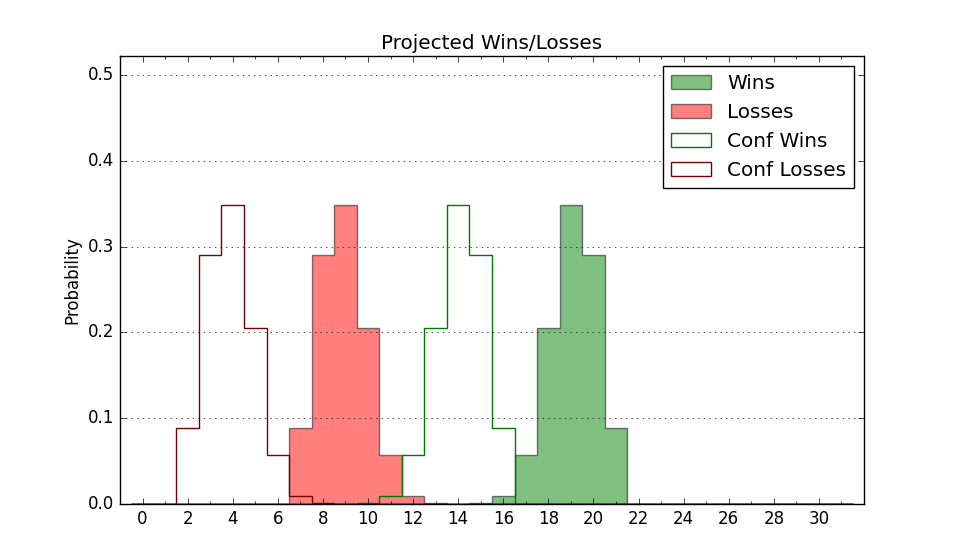 Projected Wins/Losses
Wins
Losses
Conf Wins
Conf Losses
Probability
0.5
0.4
0.3
0.2
0.1
0.0
0 2 4 6 8 10 12 14 16 18 20 22 24 26 28 30